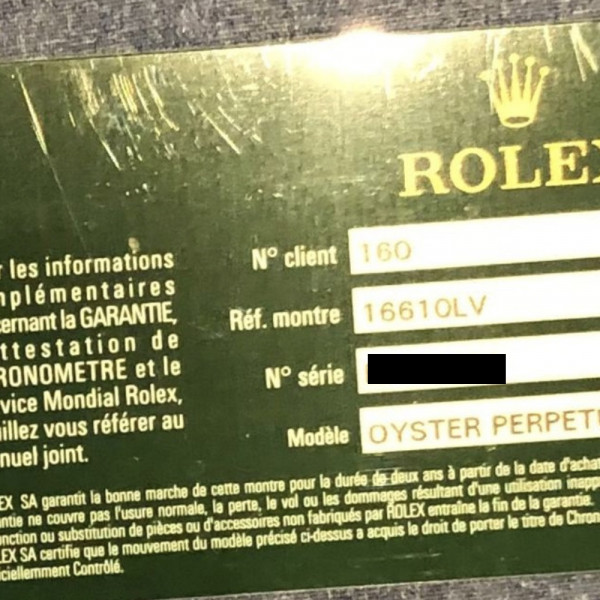 ROLEX
N° client 160
Réf. montre 16610LV
N° série
Modèle OYSTER PERPET
r les informations
mplémentaires
cernant la GARANTIE,
ttestation de
RONOMETRE et le
vice Mondial Rolex,
illez vous référer au
nuel joint.
EX SA garantit la bonne marche de cette montre pour la durée de deux ans à partir de la date d'achat
ntie ne couvre pas l'usure normale, la perte, le vol ou les dommages résultant d'une utilisation inapp
nction ou substitution de pièces ou d'accessoires non fabriqués par ROLEX entraîne la fin de la garantie.
LEX SA certifie que le mouvement du modèle précisé ci-dessus a acquis le droit de porter le titre de Chron
ciellement Contrôlé.